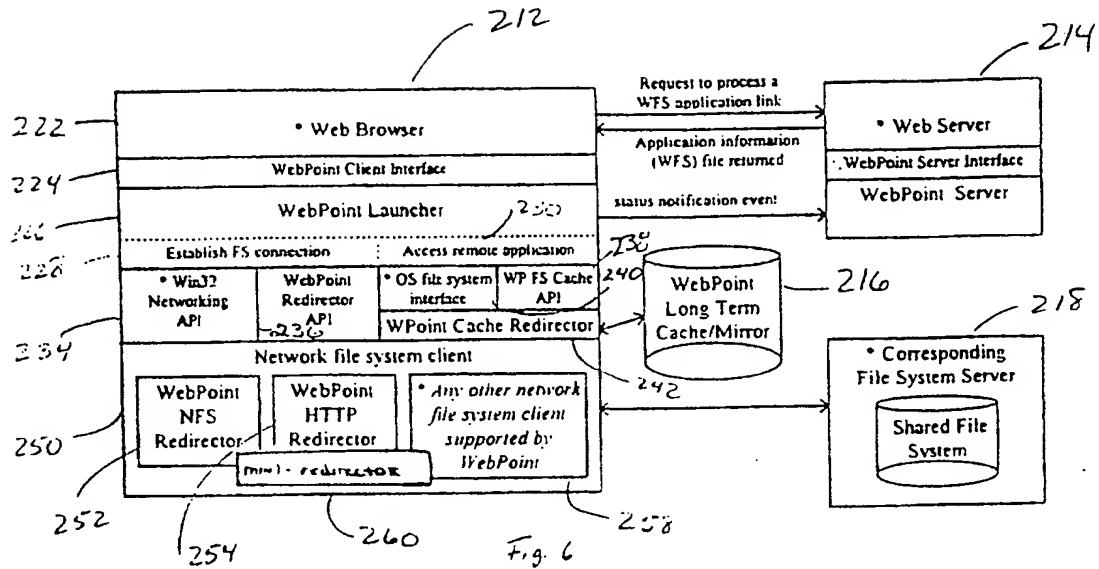 212
214
222
* Web Browser
Request to process a
WFS application link
Application information
(WFS) file returned
* Web Server
WebPoint Server Interface
WebPoint Server
224
WebPoint Client Interface
WebPoint Launcher
status notification event
230
228
Establish FS connection
Access remote application
238
* Win32
Networking
API
WebPoint
Redirector
API
* OS file system
interface
WP FS Cache
API
240
WPoint Cache Redirector
234
236
WebPoint
Long Term
Cache/Mirror
216
218
242
Network file system client
250
WebPoint
NFS
Redirector
WebPoint
HTTP
Redirector
mini-redirector
* Any other network
file system client
supported by
WebPoint
* Corresponding
File System Server
Shared File
System
252
254
260
258
Fig. 6